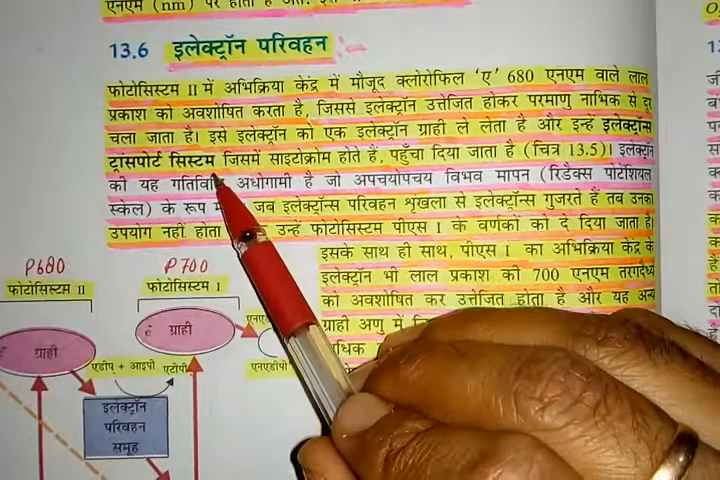 एनएम (nm) पर होता है
13.6 इलेक्ट्रॉन परिवहन
फोटोसिस्टम II में अभिक्रिया केंद्र में मौजूद क्लोरोफिल 'ए' 680 एनएम वाले लाल
प्रकाश को अवशोषित करता है, जिससे इलेक्ट्रॉन उत्तेजित होकर परमाणु नाभिक से दूर
चला जाता है। इसे इलेक्ट्रॉन को एक इलेक्ट्रॉन ग्राही ले लेता है और इन्हें इलेक्ट्रॉन्स
ट्रांसपोर्ट सिस्टम जिसमें साइटोक्रोम होते हैं, पहुँचा दिया जाता है (चित्र 13.5)। इलेक्ट्रॉन
की यह गतिविधि अधोगामी है जो अपचयोपचय विभव मापन (रिडैक्स पोटेंशियल
स्केल) के रूप में जब इलेक्ट्रॉन्स परिवहन शृंखला से इलेक्ट्रॉन्स गुजरते हैं तब उनका
उपयोग नहीं होता उन्हें फोटोसिस्टम पीएस I के वर्णकों को दे दिया जाता है।
इसके साथ ही साथ, पीएस I का अभिक्रिया केंद्र के
इलेक्ट्रॉन भी लाल प्रकाश की 700 एनएम तरंगदैर्ध्य
को अवशोषित कर उत्तेजित होता है और यह अन्य
ग्राही अणु में
P680
P700
फोटोसिस्टम II
फोटोसिस्टम I
e ग्राही
ग्राही
एडीपी + आइपी
एटीपी
एनएडीपी
इलेक्ट्रॉन
परिवहन
समूह